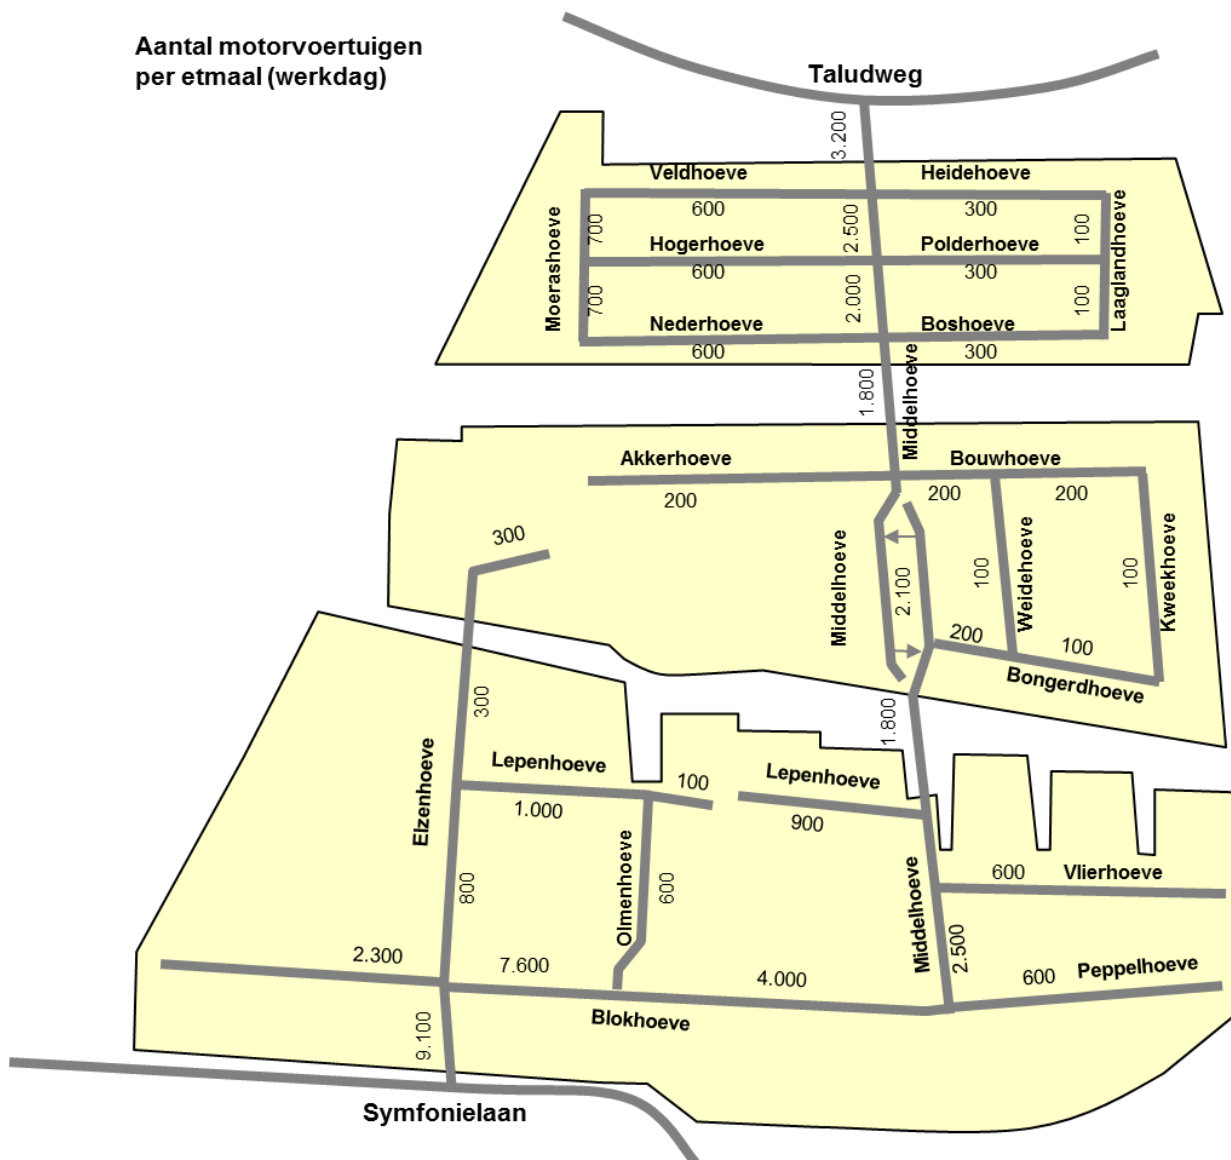 Aantal motorvoertuigen
per etmaal (werkdag)
Taludweg
3.200
Veldhoeve
Heidehoeve
600
300
Moerashoeve
700
2.500
100
Laaglandhoeve
Hogerhoeve
Polderhoeve
600
300
700
2.000
100
Nederhoeve
Boshoeve
600
300
1.800
Middelhoeve
Akkerhoeve
Bouwhoeve
200
200
200
300
Middelhoeve
2.100
100
Weidehoeve
100
Kweekhoeve
200
100
Bongerdhoeve
300
1.800
Elzenhoeve
Lepenhoeve
100
Lepenhoeve
1.000
900
800
Olmenhoeve
600
Middelhoeve
600
Vlierhoeve
2.300
7.600
4.000
2.500
600
Peppelhoeve
Blokhoeve
9.100
Symfonielaan